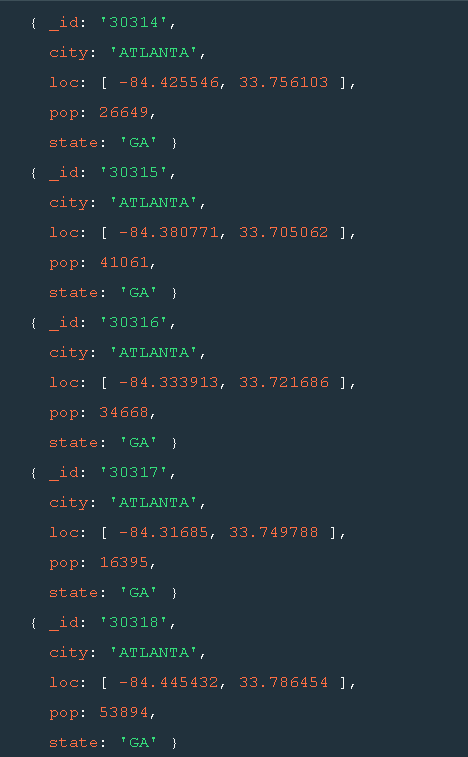 { _id: '30314',
city: 'ATLANTA',
loc: [ -84.425546, 33.756103 ],
pop: 26649,
state: 'GA' }
{ _id: '30315',
city: 'ATLANTA',
loc: [ -84.380771, 33.705062 ],
pop: 41061,
state: 'GA' }
{ _id: '30316',
city: 'ATLANTA',
loc: [ -84.333913, 33.721686 ],
pop: 34668,
state: 'GA' }
{ _id: '30317',
city: 'ATLANTA',
loc: [ -84.31685, 33.749788 ],
pop: 16395,
state: 'GA' }
{ _id: '30318',
city: 'ATLANTA',
loc: [ -84.445432, 33.786454 ],
pop: 53894,
state: 'GA' }